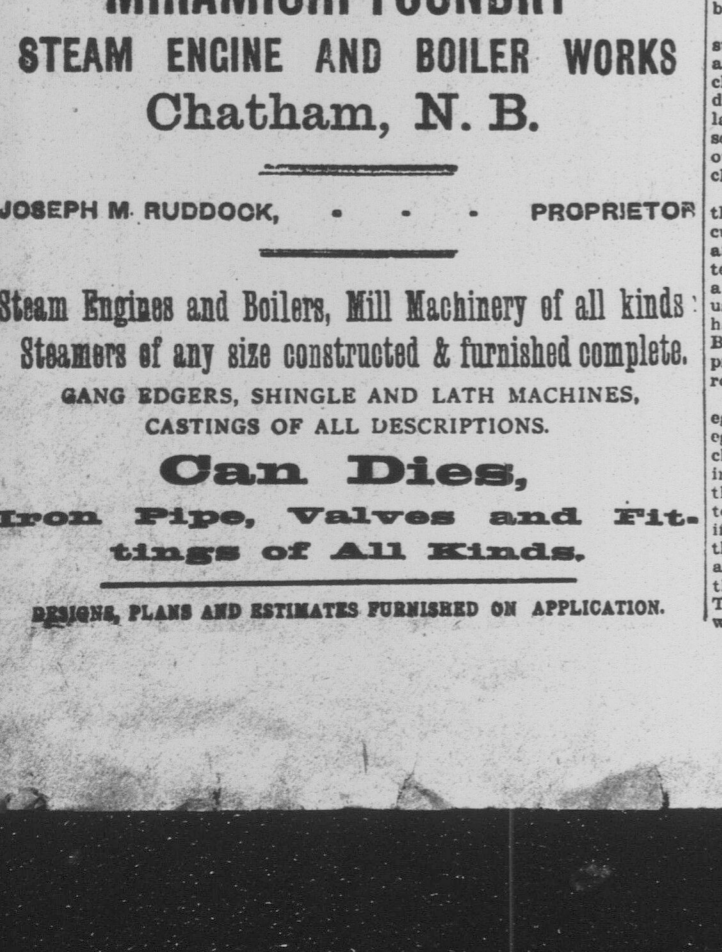 MIRAMICHI FOUNDRY
STEAM ENGINE AND BOILER WORKS
Chatham, N. B.
JOSEPH M. RUDDOCK, - - - PROPRIETOR
Steam Engines and Boilers, Mill Machinery of all kinds;
Steamers of any size constructed & furnished complete.
GANG EDGERS, SHINGLE AND LATH MACHINES,
CASTINGS OF ALL DESCRIPTIONS.
Can Dies,
Iron Pipe, Valves and Fit-
tings of All Kinds.
DESIGNS, PLANS AND ESTIMATES FURNISHED ON APPLICATION.